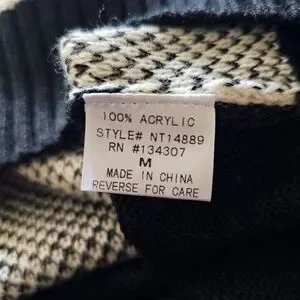 100% ACRYLIC
STYLE# NT14889
RN #134307
M
MADE IN CHINA
REVERSE FOR CARE